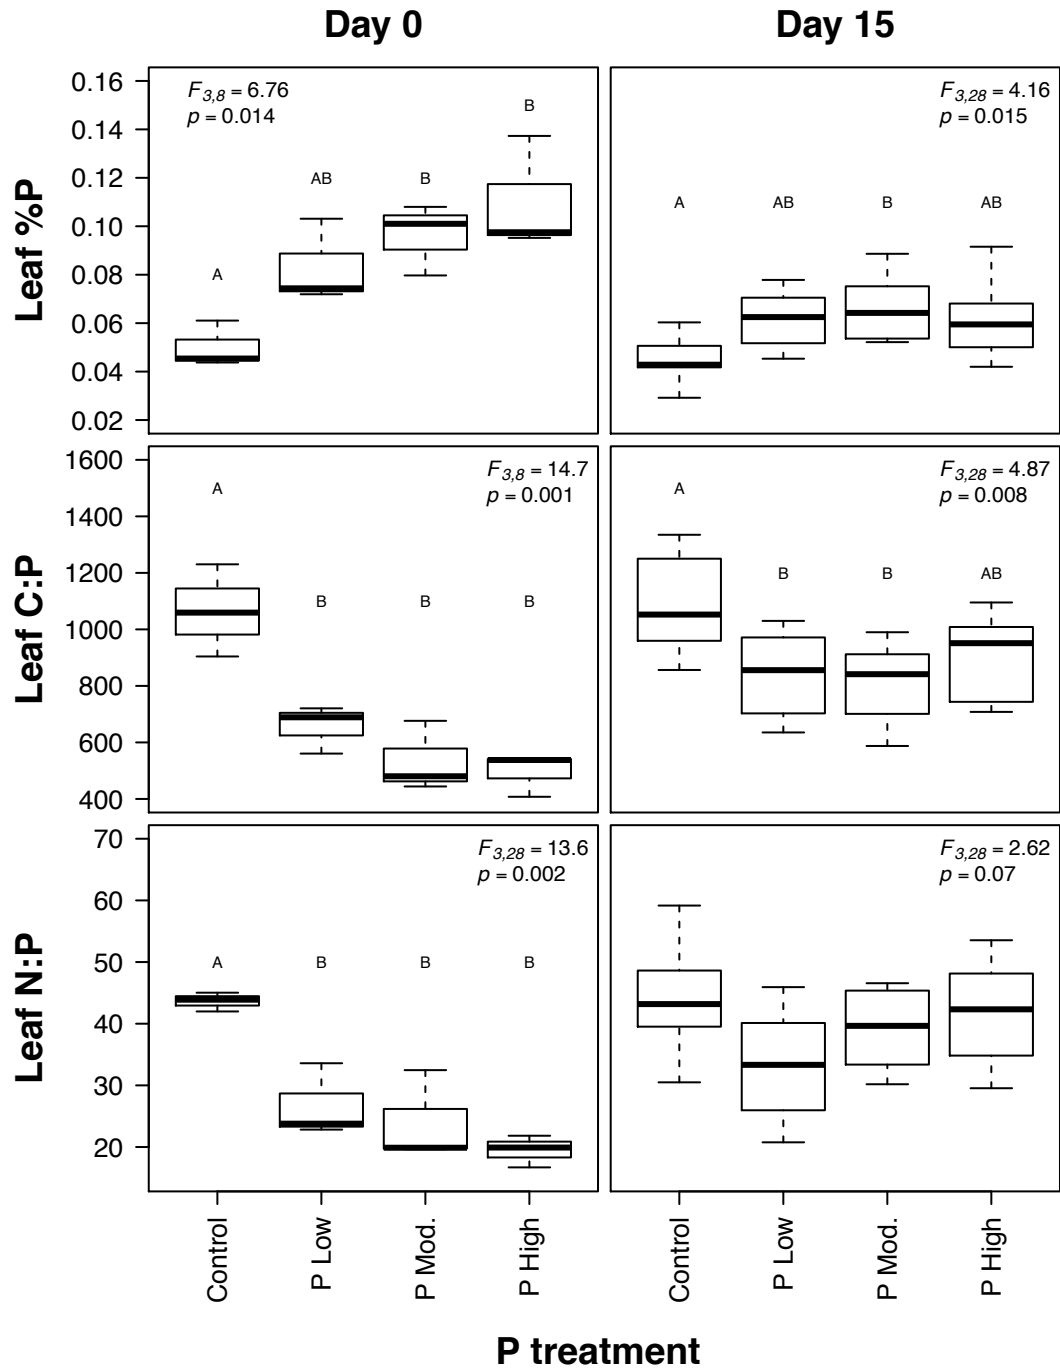 Day 0
Day 15
Leaf %P
0.16
0.14
0.12
0.10
0.08
0.06
0.04
0.02
F3,8 = 6.76
p = 0.014
A
AB
B
B
F3,28 = 4.16
p = 0.015
A
AB
B
AB
Leaf C:P
1600
1400
1200
1000
800
600
400
F3,8 = 14.7
p = 0.001
A
B
B
B
F3,28 = 4.87
p = 0.008
A
B
B
AB
Leaf N:P
70
60
50
40
30
20
F3,28 = 13.6
p = 0.002
A
B
B
B
F3,28 = 2.62
p = 0.07
Control
P Low
P Mod.
P High
Control
P Low
P Mod.
P High
P treatment